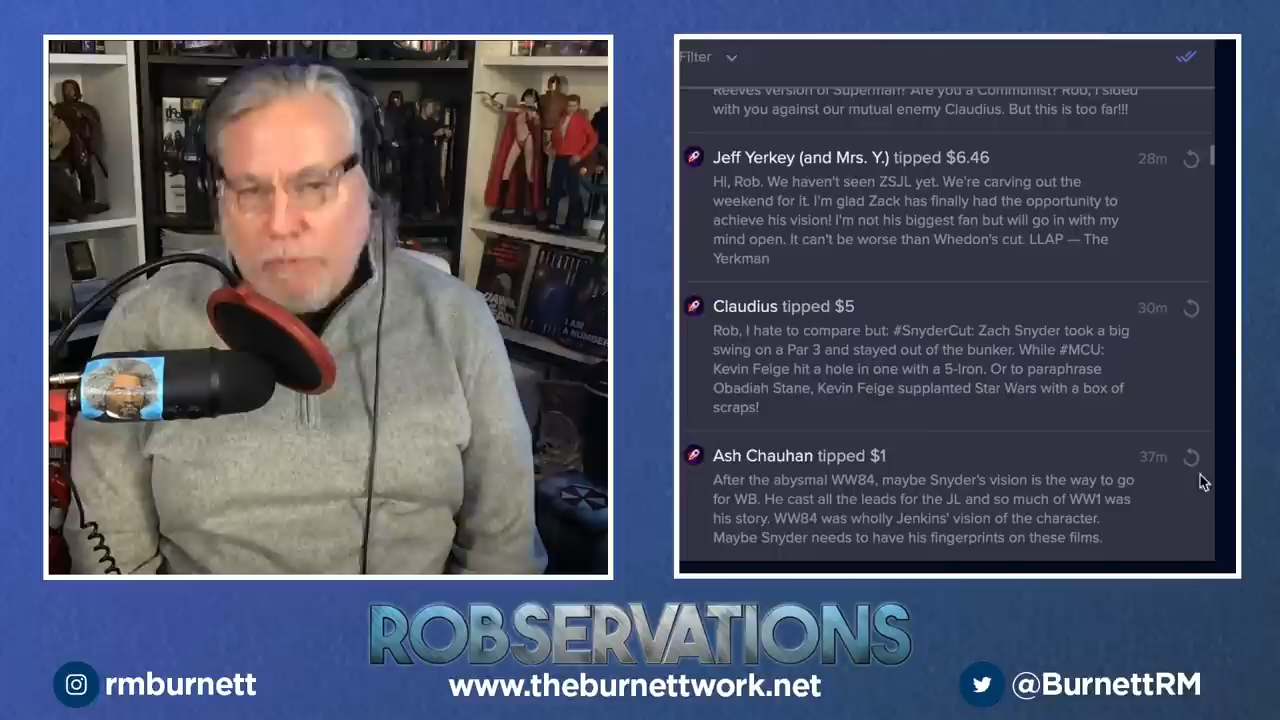 Filter
Reeves version of Superman? Are you a Communist? Rob, I sided
with you against our mutual enemy Claudius. But this is too far!!!
Jeff Yerkey (and Mrs. Y.) tipped $6.46
28m
Hi, Rob. We haven't seen ZSJL yet. We're carving out the
weekend for it. I'm glad Zack has finally had the opportunity to
achieve his vision! I'm not his biggest fan but will go in with my
mind open. It can't be worse than Whedon's cut. LLAP — The
Yerkman
Claudius tipped $5
30m
Rob, I hate to compare but: #SnyderCut: Zach Snyder took a big
swing on a Par 3 and stayed out of the bunker. While #MCU:
Kevin Feige hit a hole in one with a 5-Iron. Or to paraphrase
Obadiah Stane, Kevin Feige supplanted Star Wars with a box of
scraps!
Ash Chauhan tipped $1
37m
After the abysmal WW84, maybe Snyder's vision is the way to go
for WB. He cast all the leads for the JL and so much of WW1 was
his story. WW84 was wholly Jenkins' vision of the character.
Maybe Snyder needs to have his fingerprints on these films.
I AM
A NUMBER
ROBSERVATIONS
rmburnett
www.theburnettwork.net
@BurnettRM